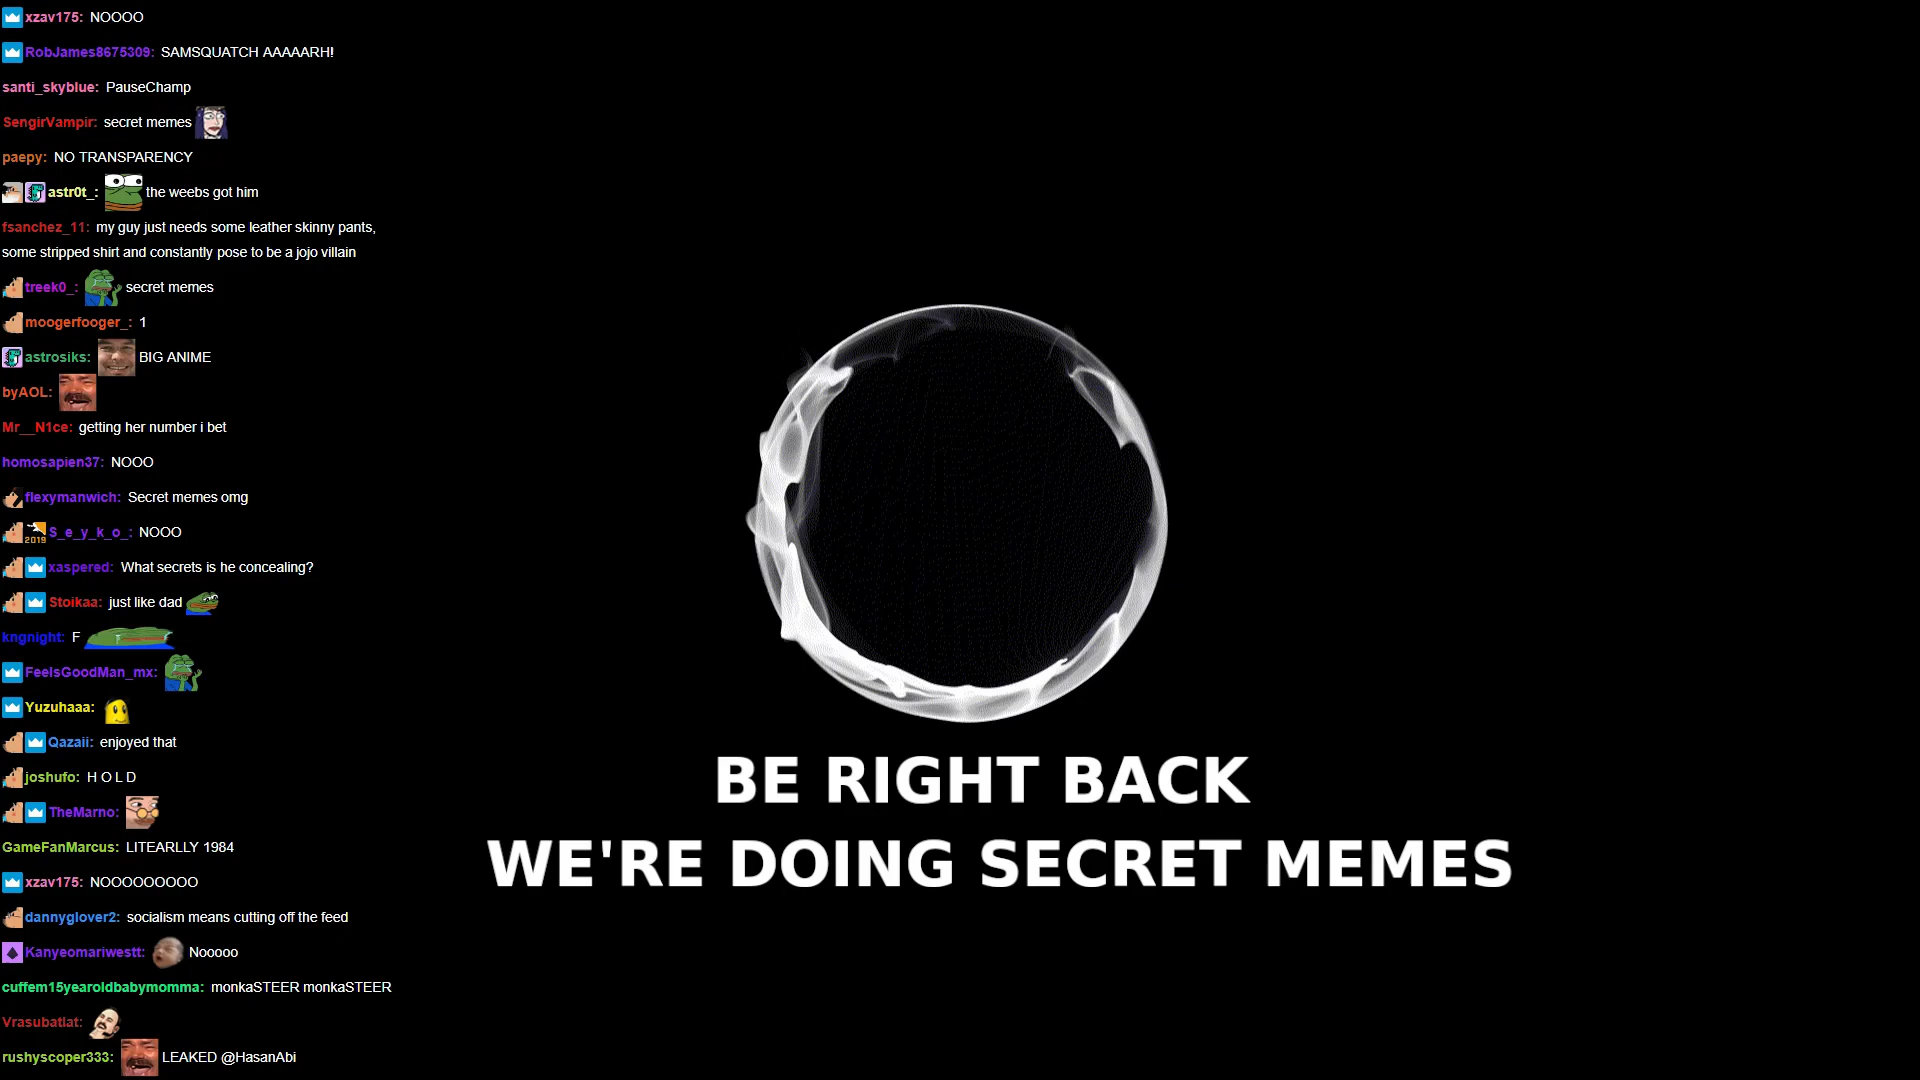 xzav175: NOOOO
RobJames8675309: SAMSQUATCH AAAAARH!
santi_skyblue: PauseChamp
SengirVampir: secret memes
paepy: NO TRANSPARENCY
astr0t_: the weebs got him
fsanchez_11: my guy just needs some leather skinny pants,
some stripped shirt and constantly pose to be a jojo villain
treek0_: secret memes
moogerfooger_: 1
astrosiks: BIG ANIME
byAOL:
Mr__N1ce: getting her number i bet
homosapien37: NOOO
flexymanwich: Secret memes omg
2019 S_e_y_k_o_: NOOO
xaspered: What secrets is he concealing?
Stoikaa: just like dad
kngnight: F
FeelsGoodMan_mx:
Yuzuhaaa:
Qazaii: enjoyed that
joshufo: H O L D
TheMarno:
GameFanMarcus: LITEARLLY 1984
xzav175: NOOOOOOOOO
dannyglover2: socialism means cutting off the feed
Kanyeomariwestt: Nooooo
cuffem15yearoldbabymomma: monkaSTEER monkaSTEER
Vrasubatlat:
rushyscoper333: LEAKED @HasanAbi
BE RIGHT BACK
WE'RE DOING SECRET MEMES